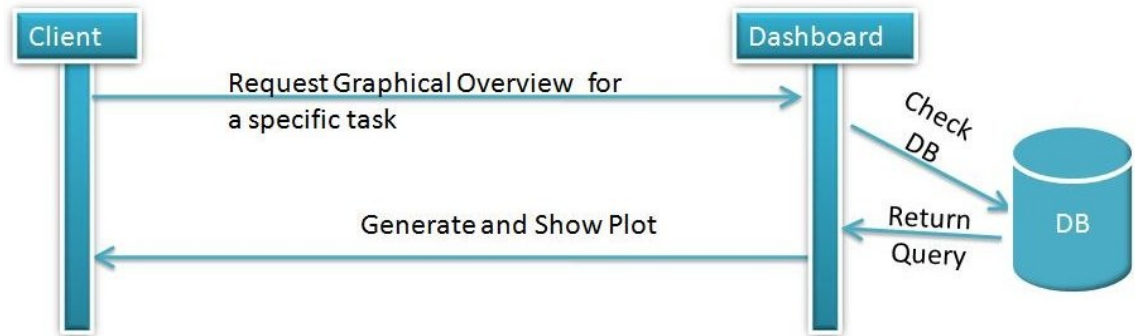 Client
Dashboard
Request Graphical Overview for
a specific task
Check
DB
Return
Query
DB
Generate and Show Plot